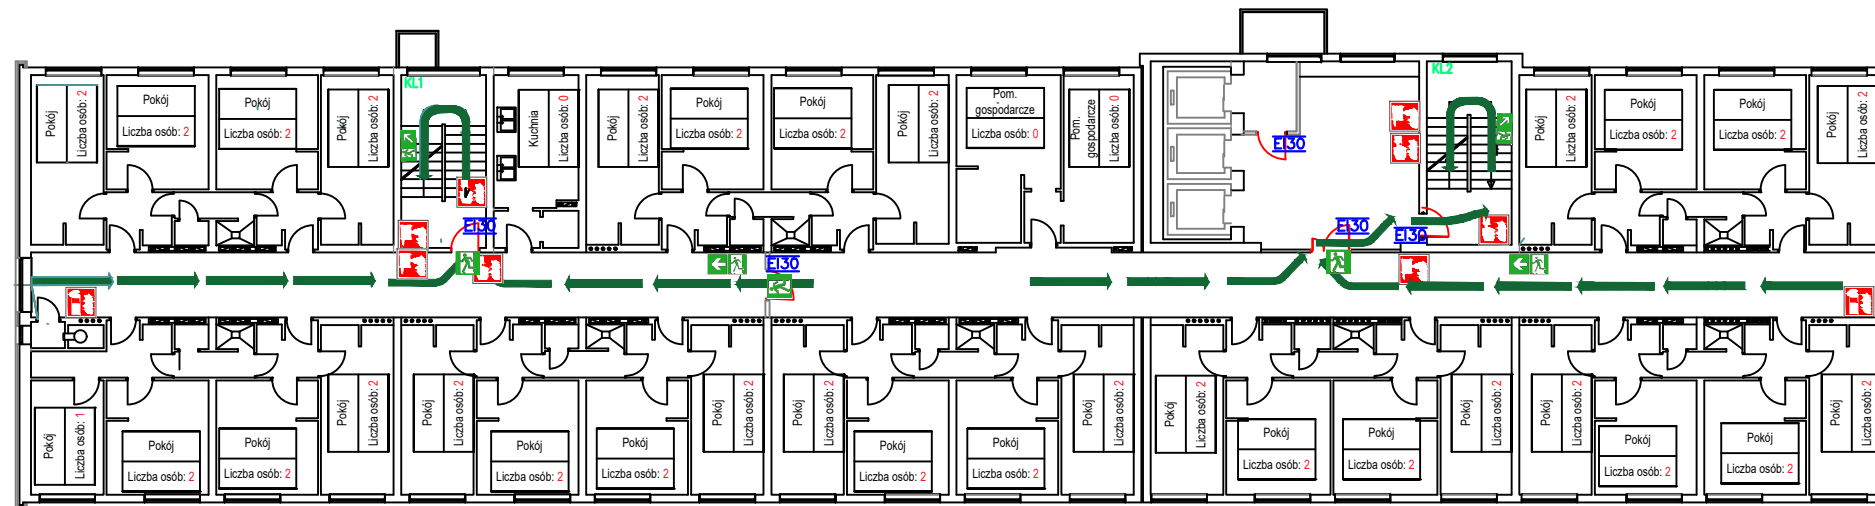 KL1
KL2
Pokój
Liczba osób: 2
Pokój
Liczba osób: 2
Pokój
Liczba osób: 2
Pokój
Liczba osób: 2
Kuchnia
Liczba osób: 0
Pokój
Liczba osób: 2
Pokój
Liczba osób: 2
Pokój
Liczba osób: 2
Pokój
Liczba osób: 2
Pom.
gospodarcze
Liczba osób: 0
Pom.
gospodarcze
Liczba osób: 0
Pokój
Liczba osób: 2
Pokój
Liczba osób: 2
Pokój
Liczba osób: 2
Pokój
Liczba osób: 2
EI30
EI30
EI30
EI30
EI30
Pokój
Liczba osób: 1
Pokój
Liczba osób: 2
Pokój
Liczba osób: 2
Pokój
Liczba osób: 2
Pokój
Liczba osób: 2
Pokój
Liczba osób: 2
Pokój
Liczba osób: 2
Pokój
Liczba osób: 2
Pokój
Liczba osób: 2
Pokój
Liczba osób: 2
Pokój
Liczba osób: 2
Pokój
Liczba osób: 2
Pokój
Liczba osób: 2
Pokój
Liczba osób: 2
Pokój
Liczba osób: 2
Pokój
Liczba osób: 2
Pokój
Liczba osób: 2
Pokój
Liczba osób: 2
Pokój
Liczba osób: 2
Pokój
Liczba osób: 2